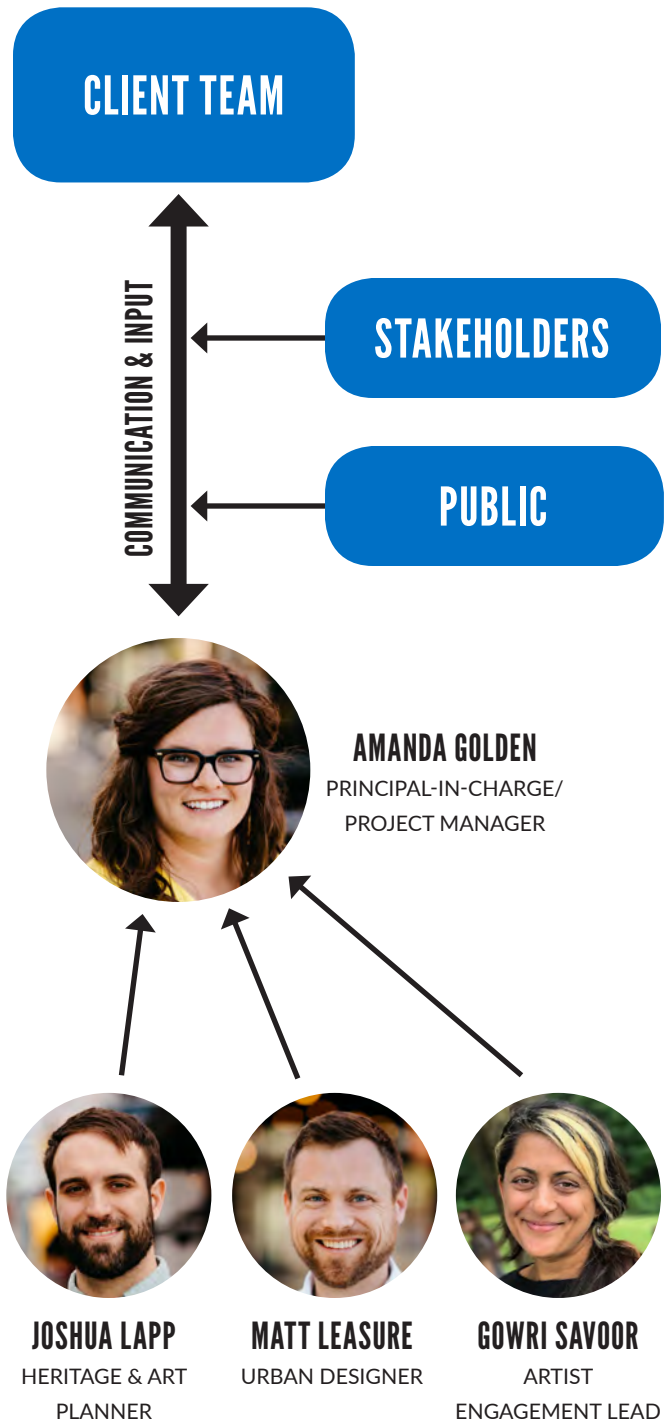 CLIENT TEAM
COMMUNICATION & INPUT
STAKEHOLDERS
PUBLIC
AMANDA GOLDEN
PRINCIPAL-IN-CHARGE/
PROJECT MANAGER
JOSHUA LAPP
HERITAGE & ART
PLANNER
MATT LEASURE
URBAN DESIGNER
GOWRI SAVOOR
ARTIST
ENGAGEMENT LEAD